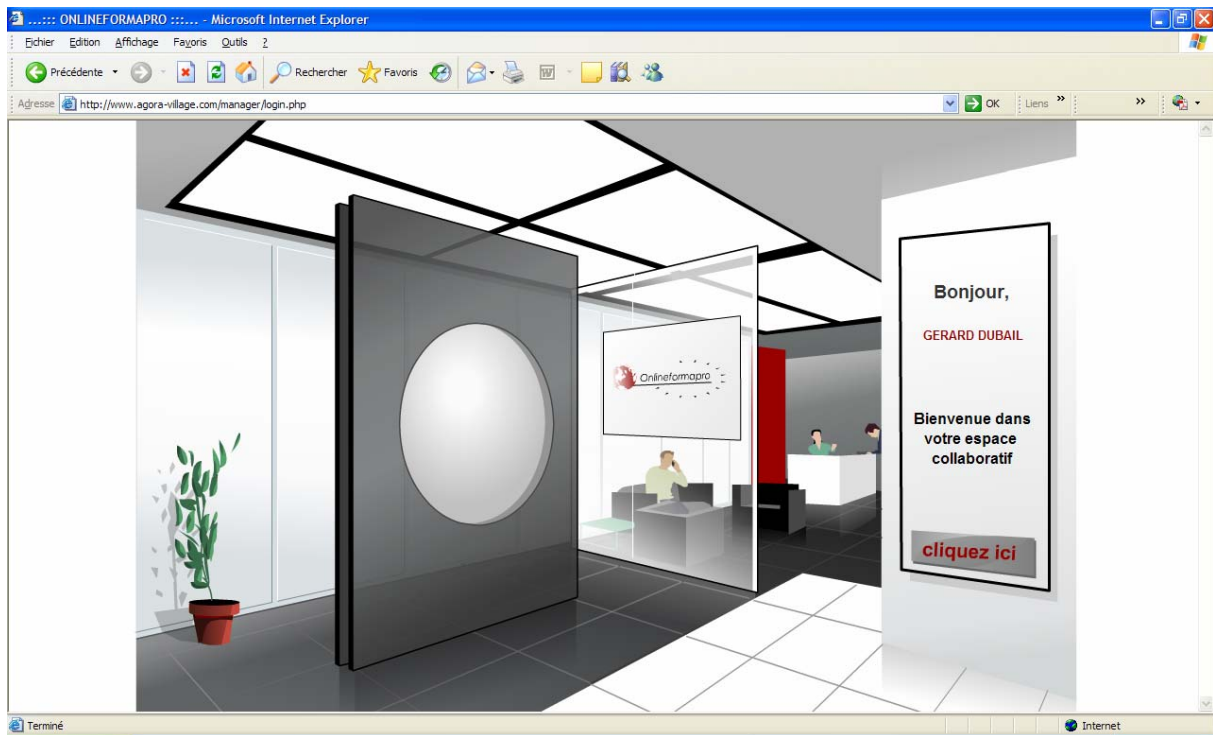 ...::: ONLINEFORMAPRO :::... - Microsoft Internet Explorer
Fichier Edition Affichage Favoris Outils ?
Précédente Rechercher Favoris
Adresse http://www.agora-village.com/manager/login.php OK Liens »  »
Bonjour,
GERARD DUBAIL
Onlineformapro
Bienvenue dans
votre espace
collaboratif
cliquez ici
Terminé Internet